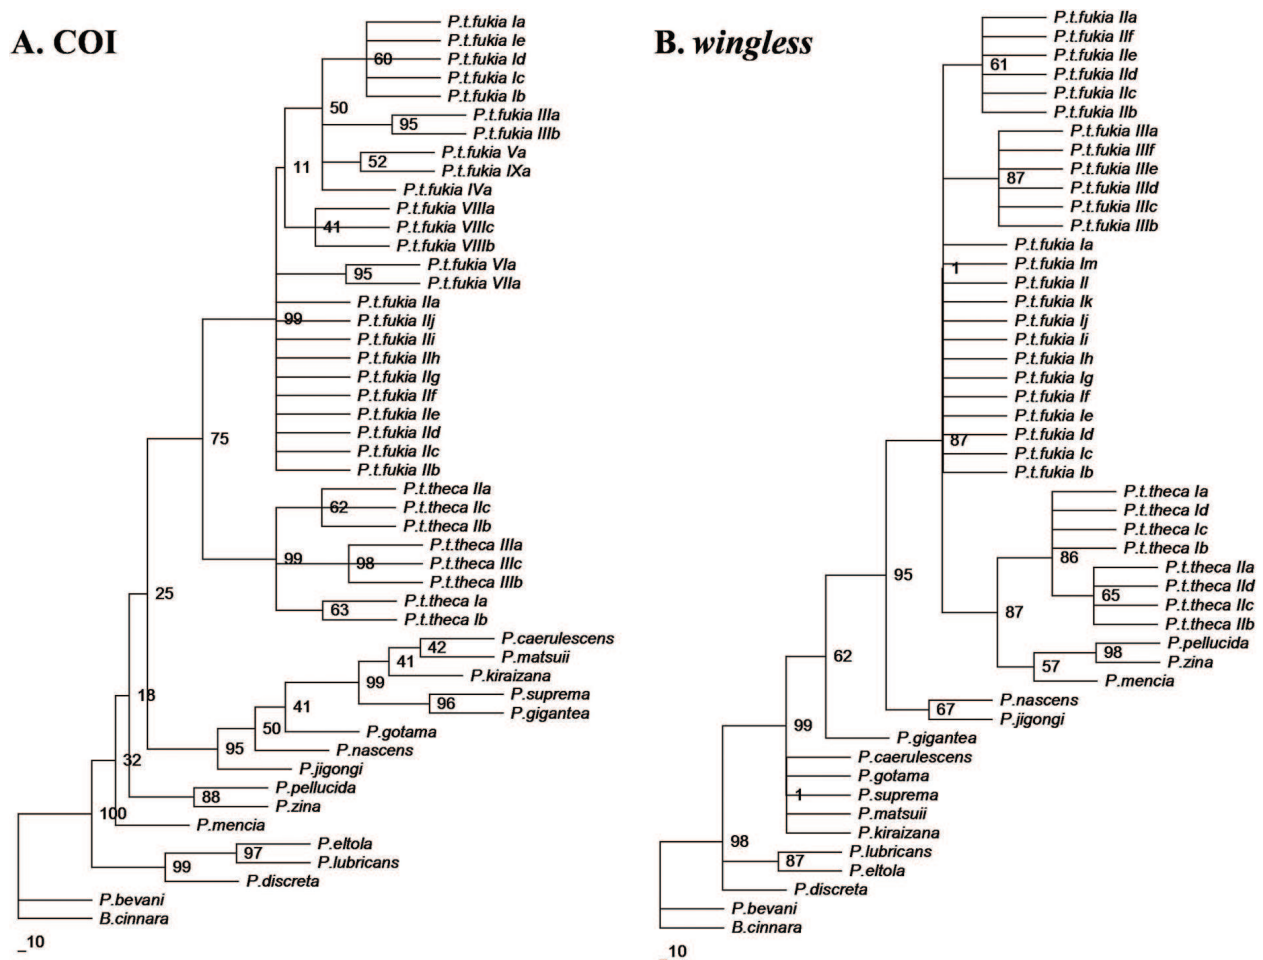 A. COI
P.t.fukia Ia
P.t.fukia Ie
60
P.t.fukia Id
P.t.fukia Ic
P.t.fukia Ib
50
P.t.fukia IIIa
95
P.t.fukia IIIb
P.t.fukia Va
52
11
P.t.fukia IXa
P.t.fukia IVa
P.t.fukia VIIIa
41
P.t.fukia VIIIc
P.t.fukia VIIIb
P.t.fukia VIa
95
P.t.fukia VIIa
P.t.fukia IIa
99
P.t.fukia IIj
P.t.fukia IIi
P.t.fukia IIh
P.t.fukia IIg
P.t.fukia IIf
P.t.fukia IIe
P.t.fukia IId
75
P.t.fukia IIc
P.t.fukia IIb
P.t.theca IIa
62
P.t.theca IIc
P.t.theca IIb
P.t.theca IIIa
99
98
P.t.theca IIIc
P.t.theca IIIb
25
P.t.theca Ia
63
P.t.theca Ib
P.caerulescens
42
P.matsuii
41
P.kiraizana
99
P.suprema
18
96
41
P.gigantea
50
P.gotama
95
P.nascens
32
P.jigongi
P.pellucida
88
P.zina
100
P.mencia
P.eltola
97
P.lubricans
99
P.discreta
P.bevani
B.cinnara
_10
B. wingless
P.t.fukia IIa
P.t.fukia IIf
P.t.fukia IIe
61
P.t.fukia IId
P.t.fukia IIc
P.t.fukia IIb
P.t.fukia IIIa
P.t.fukia IIIf
P.t.fukia IIIe
87
P.t.fukia IIId
P.t.fukia IIIc
P.t.fukia IIIb
P.t.fukia Ia
1
P.t.fukia Im
P.t.fukia Il
P.t.fukia Ik
P.t.fukia Ij
P.t.fukia Ii
P.t.fukia Ih
P.t.fukia Ig
P.t.fukia If
P.t.fukia Ie
87
P.t.fukia Id
P.t.fukia Ic
P.t.fukia Ib
P.t.theca Ia
P.t.theca Id
P.t.theca Ic
P.t.theca Ib
86
P.t.theca IIa
95
P.t.theca IId
65
P.t.theca IIc
87
P.t.theca IIb
P.pellucida
98
62
P.zina
57
P.mencia
P.nascens
67
P.jigongi
99
P.gigantea
P.caerulescens
P.gotama
1
P.suprema
P.matsuii
P.kiraizana
98
P.lubricans
87
P.eltola
P.discreta
P.bevani
B.cinnara
_10